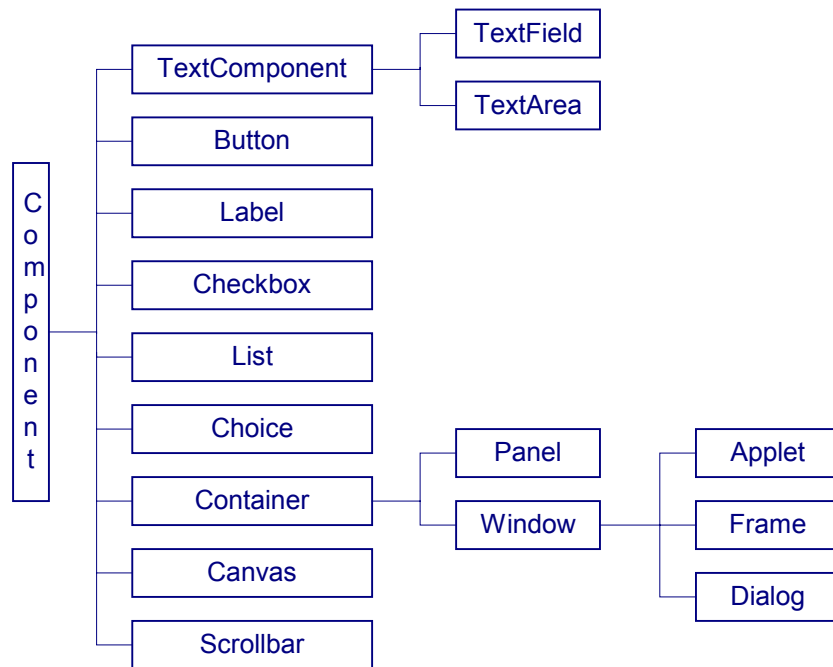 TextField
TextComponent
TextArea
Button
Component
Label
Checkbox
List
Choice
Panel
Applet
Container
Window
Frame
Canvas
Dialog
Scrollbar